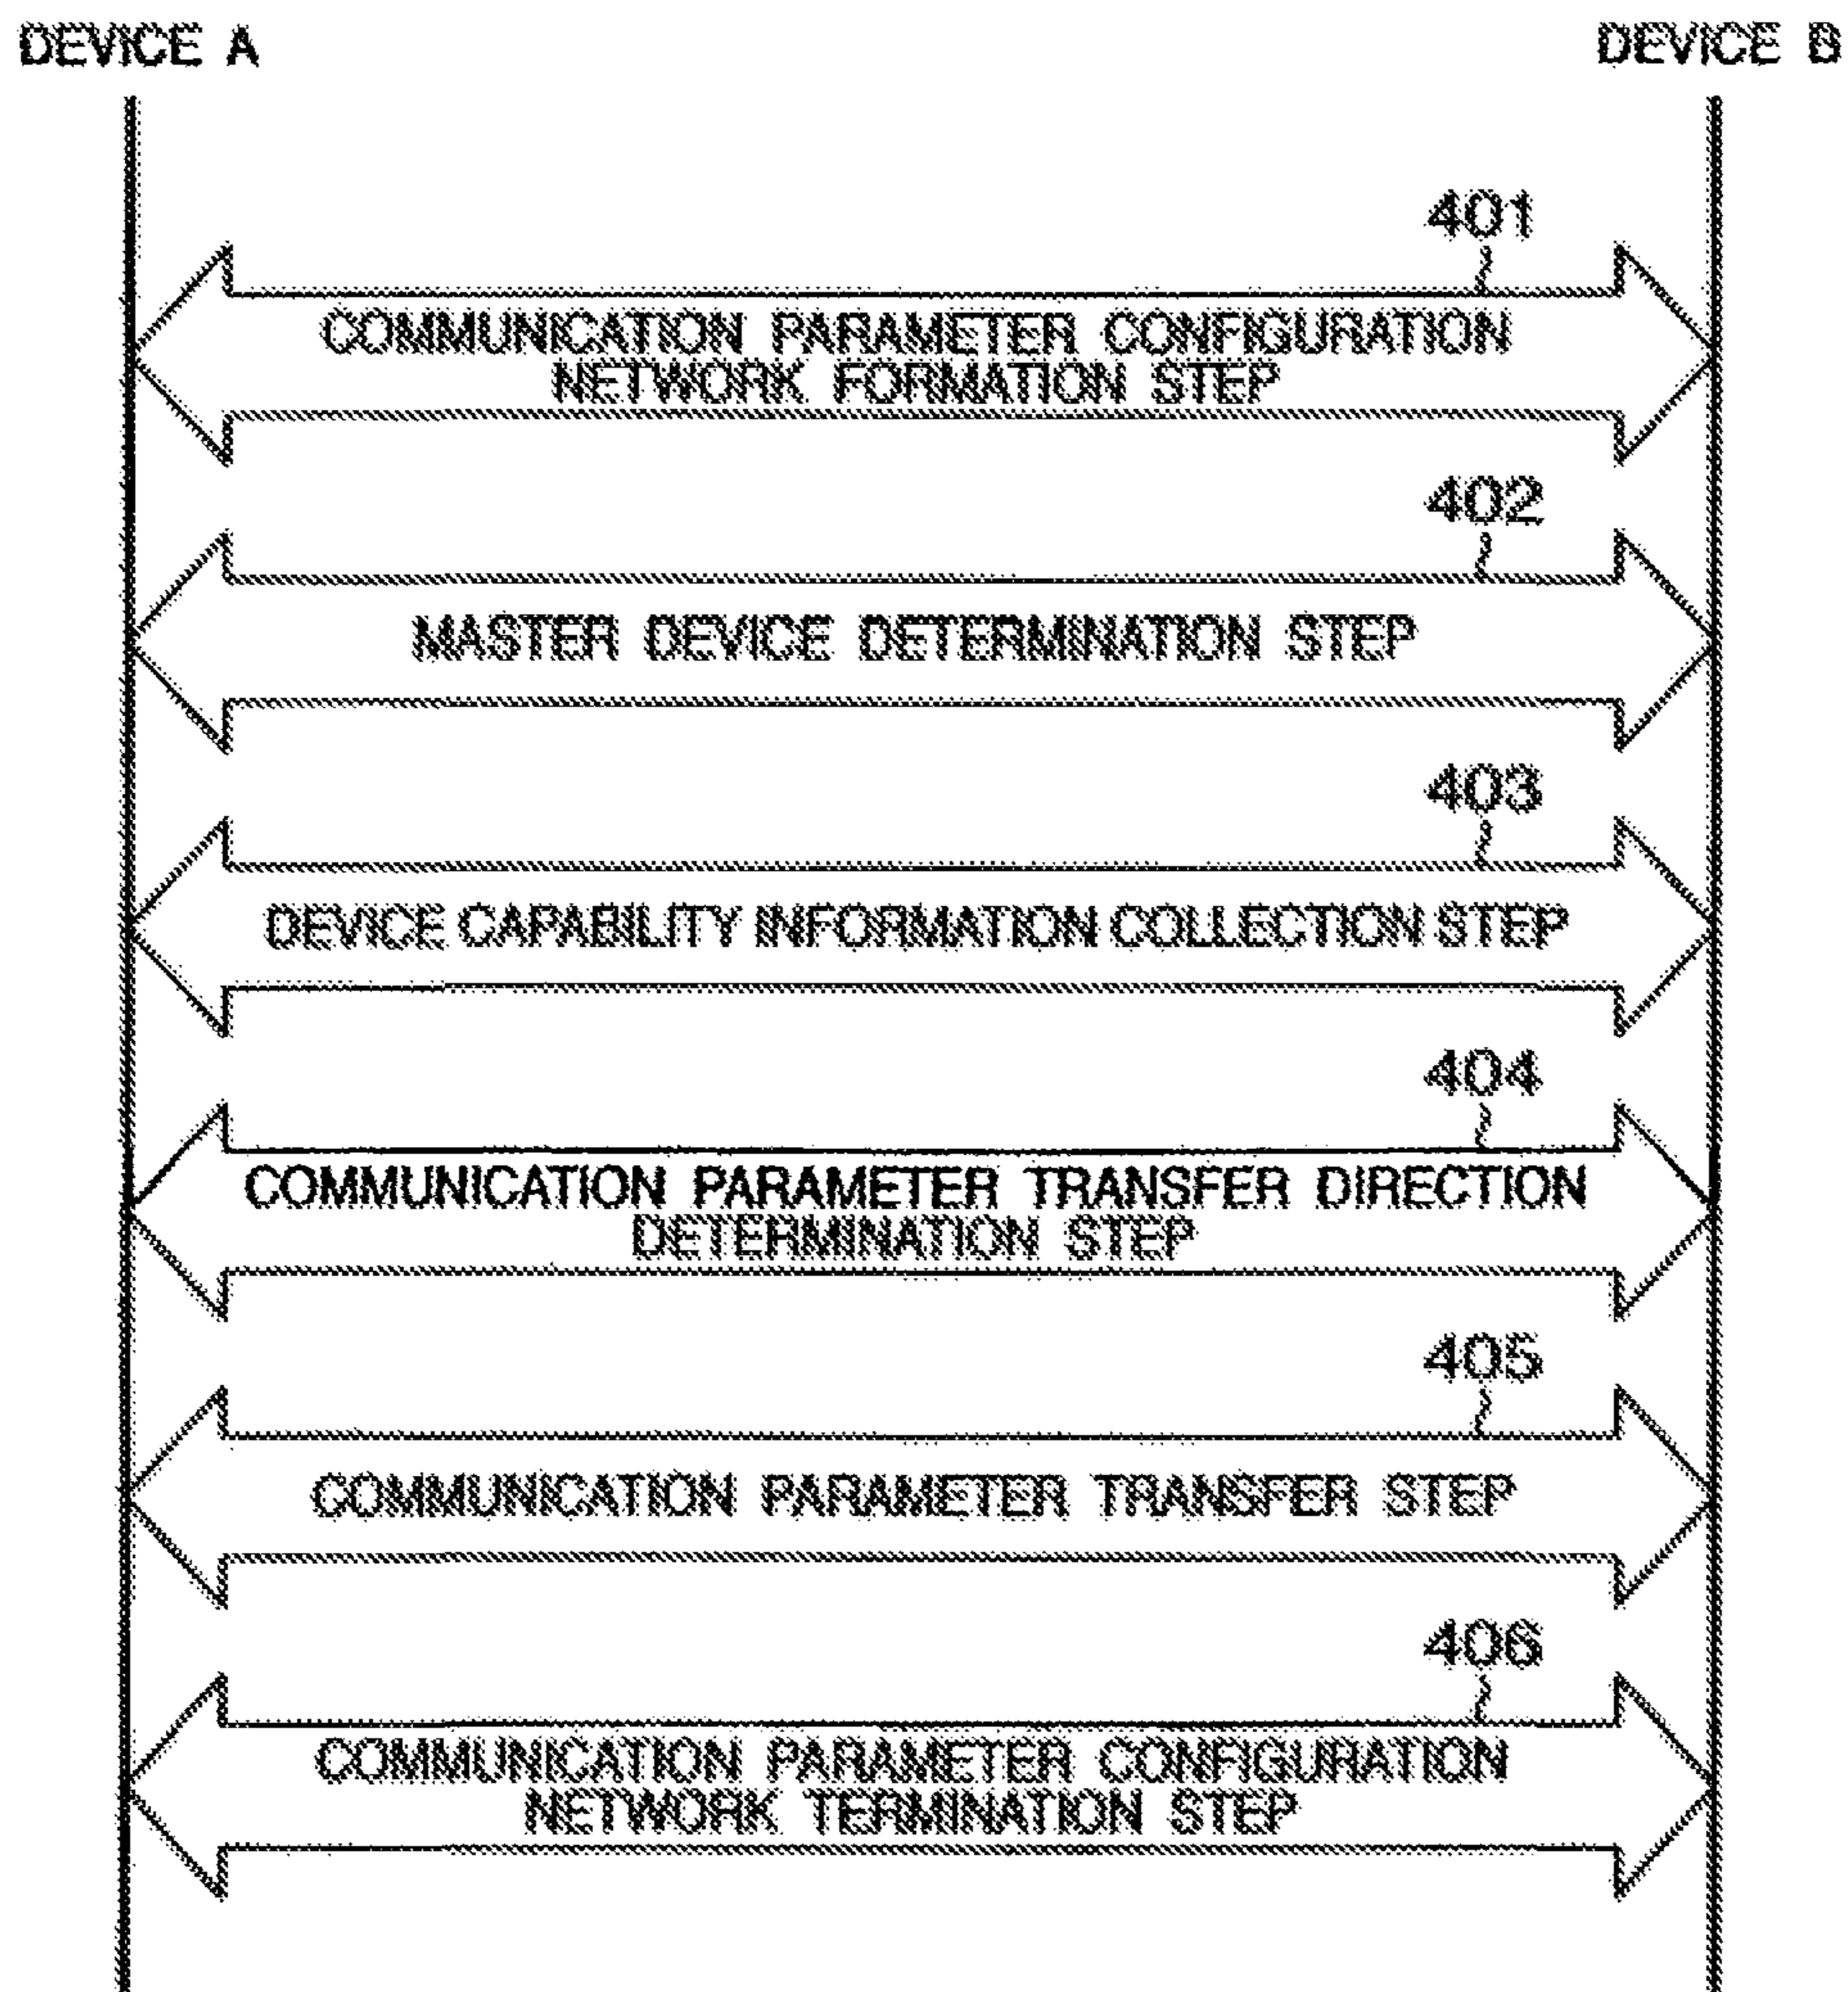 DEVICE A
DEVICE B
401
COMMUNICATION PARAMETER CONFIGURATION
NETWORK FORMATION STEP
402
MASTER DEVICE DETERMINATION STEP
403
DEVICE CAPABILITY INFORMATION COLLECTION STEP
404
COMMUNICATION PARAMETER TRANSFER DIRECTION
DETERMINATION STEP
405
COMMUNICATION PARAMETER TRANSFER STEP
406
COMMUNICATION PARAMETER CONFIGURATION
NETWORK TERMINATION STEP